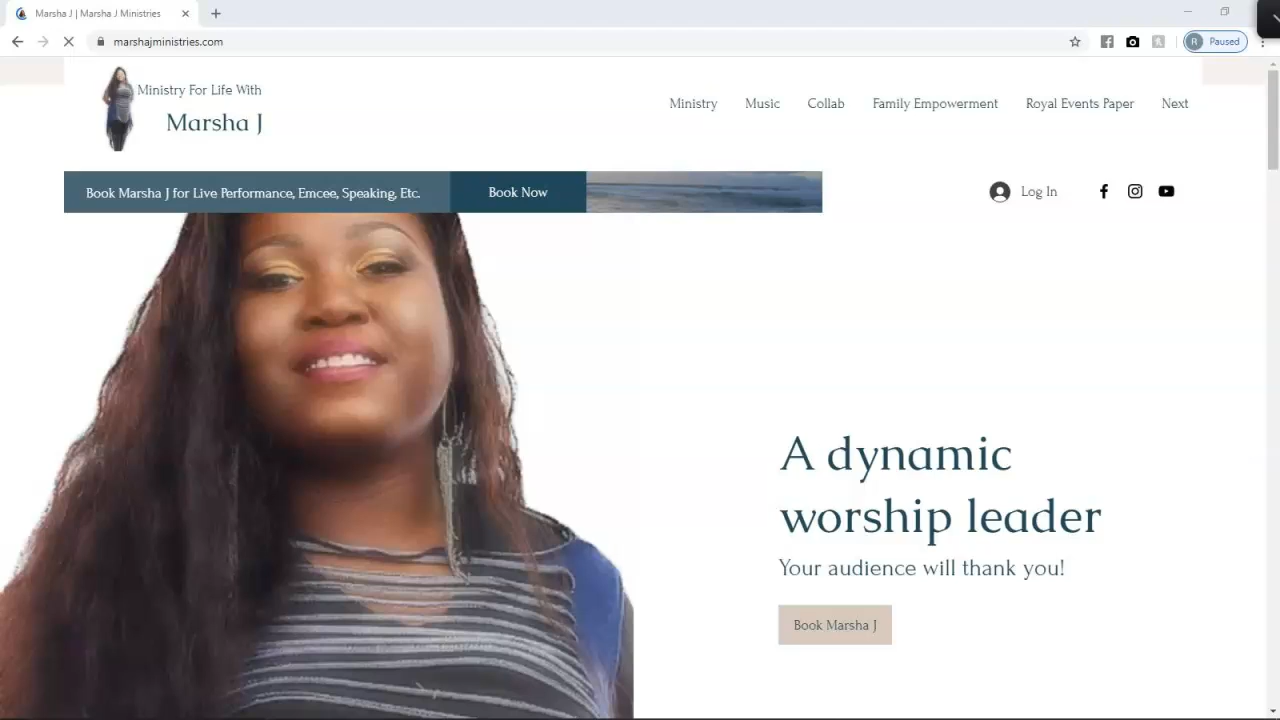 Marsha J | Marsha J Ministries
marshajministries.com
R Paused
Ministry For Life With
Marsha J
Ministry Music Collab Family Empowerment Royal Events Paper Next
Book Marsha J for Live Performance, Emcee, Speaking, Etc. Book Now
Log In
A dynamic
worship leader
Your audience will thank you!
Book Marsha J